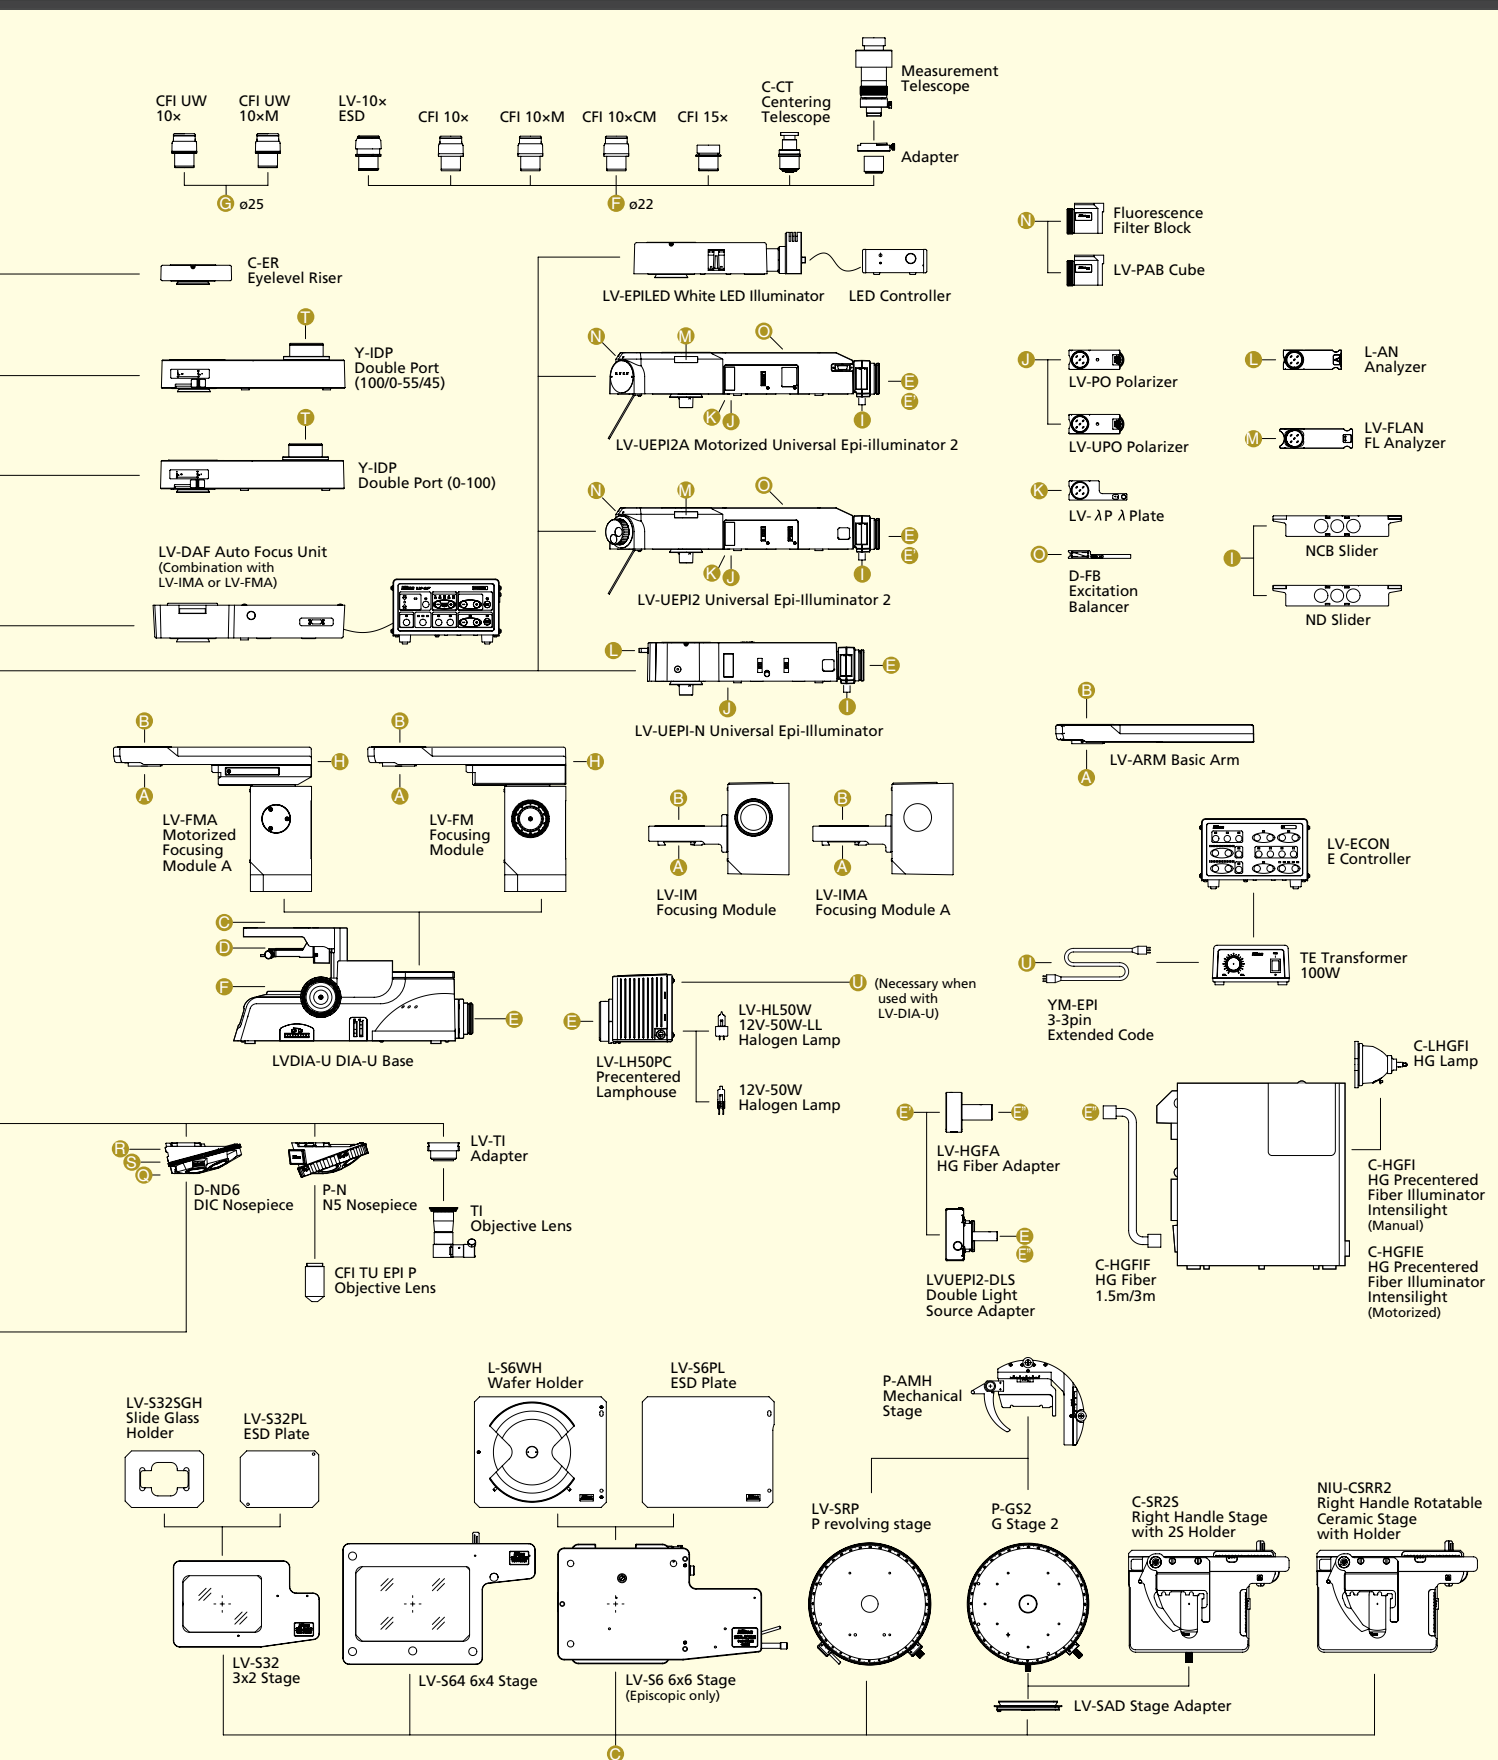 Measurement
Telescope
C-CT
Centering
Telescope
CFI UW
10×
CFI UW
10×M
LV-10×
ESD
CFI 10×
CFI 10×M
CFI 10×CM
CFI 15×
Adapter
G ø25
F ø22
N
Fluorescence
Filter Block
LV-PAB Cube
C-ER
Eyelevel Riser
LV-EPILED White LED Illuminator
LED Controller
T
Y-IDP
Double Port
(100/0-55/45)
N
M
O
E
E'
K
J
I
LV-UEPI2A Motorized Universal Epi-illuminator 2
J
LV-PO Polarizer
LV-UPO Polarizer
L
L-AN
Analyzer
M
LV-FLAN
FL Analyzer
T
Y-IDP
Double Port (0-100)
N
M
O
E
E'
K
J
I
LV-UEPI2 Universal Epi-Illuminator 2
K
LV-λP λ Plate
O
D-FB
Excitation
Balancer
I
NCB Slider
ND Slider
LV-DAF Auto Focus Unit
(Combination with
LV-IMA or LV-FMA)
L
E
J
I
LV-UEPI-N Universal Epi-Illuminator
B
A
LV-ARM Basic Arm
B
H
A
LV-FMA
Motorized
Focusing
Module A
B
H
A
LV-FM
Focusing
Module
B
A
LV-IM
Focusing Module
B
A
LV-IMA
Focusing Module A
LV-ECON
E Controller
C
D
F
E
LVDIA-U DIA-U Base
E
LV-LH50PC
Precentered
Lamphouse
U (Necessary when
used with
LV-DIA-U)
LV-HL50W
12V-50W-LL
Halogen Lamp
12V-50W
Halogen Lamp
U
YM-EPI
3-3pin
Extended Code
TE Transformer
100W
C-LHGFI
HG Lamp
R
S
Q
D-ND6
DIC Nosepiece
P-N
N5 Nosepiece
LV-TI
Adapter
TI
Objective Lens
CFI TU EPI P
Objective Lens
E
E"
LV-HGFA
HG Fiber Adapter
E
E"
LVUEPI2-DLS
Double Light
Source Adapter
E"
C-HGFIF
HG Fiber
1.5m/3m
C-HGFI
HG Precentered
Fiber Illuminator
Intensilight
(Manual)
C-HGFIE
HG Precentered
Fiber Illuminator
Intensilight
(Motorized)
LV-S32SGH
Slide Glass
Holder
LV-S32PL
ESD Plate
L-S6WH
Wafer Holder
LV-S6PL
ESD Plate
P-AMH
Mechanical
Stage
LV-SRP
P revolving stage
P-GS2
G Stage 2
C-SR2S
Right Handle Stage
with 2S Holder
NIU-CSRR2
Right Handle Rotatable
Ceramic Stage
with Holder
LV-S32
3x2 Stage
LV-S64 6x4 Stage
LV-S6 6x6 Stage
(Episcopic only)
LV-SAD Stage Adapter
C